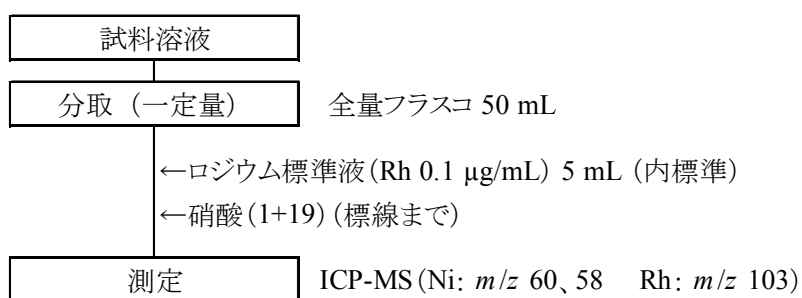 試料溶液
分取（一定量） 全量フラスコ 50 mL
←ロジウム標準液（Rh 0.1 µg/mL） 5 mL （内標準）
←硝酸（1+19）（標線まで）
測定 ICP-MS（Ni： m/z 60、58 Rh： m/z 103）